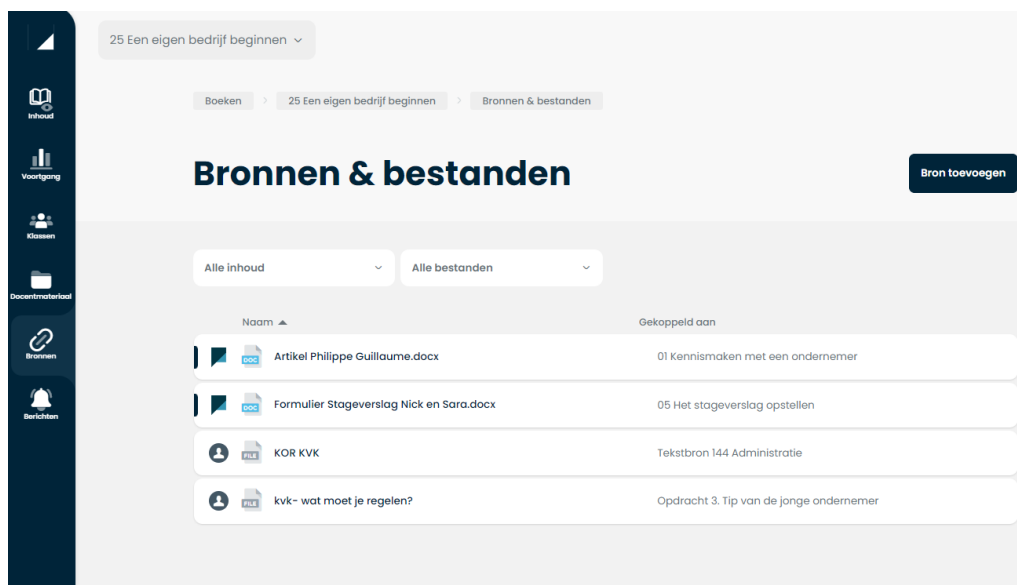 25 Een eigen bedrijf beginnen
Boeken > 25 Een eigen bedrijf beginnen > Bronnen & bestanden
Inhoud
Voortgang
Klassen
Docentmateriaal
Bronnen
Berichten
Bronnen & bestanden
Bron toevoegen
Alle inhoud
Alle bestanden
Naam Gekoppeld aan
DOC Artikel Philippe Guillaume.docx 01 Kennismaken met een ondernemer
DOC Formulier Stageverslag Nick en Sara.docx 05 Het stageverslag opstellen
FILE KOR KVK Tekstbron 144 Administratie
FILE kvk- wat moet je regelen? Opdracht 3. Tip van de jonge ondernemer